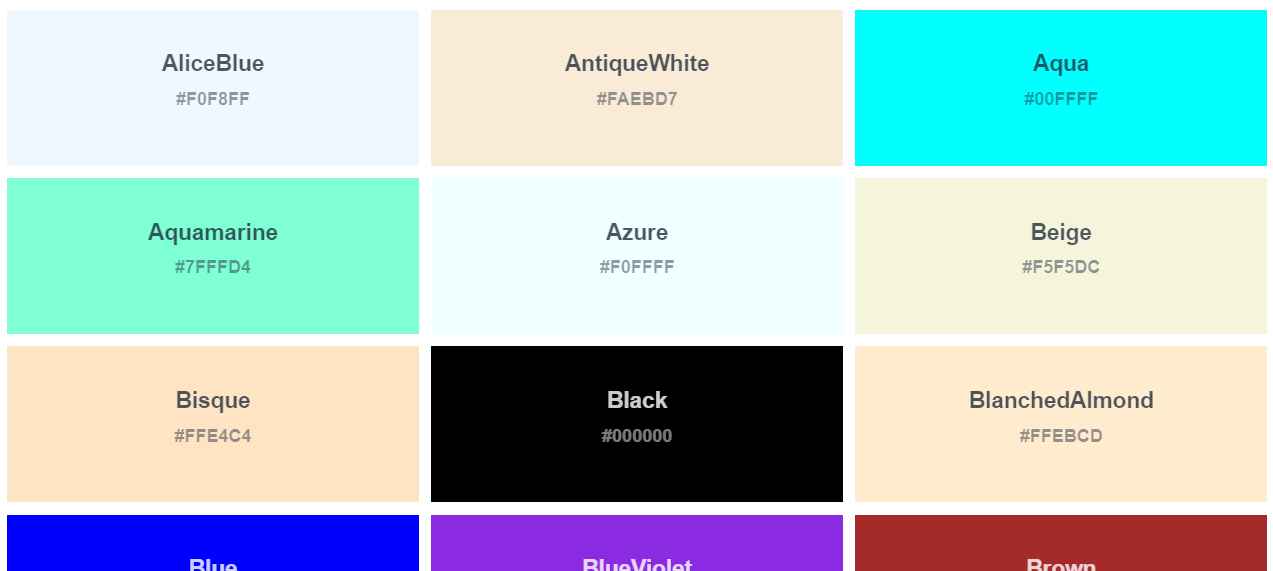 AliceBlue
#F0F8FF
AntiqueWhite
#FAEBD7
Aqua
#00FFFF
Aquamarine
#7FFFD4
Azure
#F0FFFF
Beige
#F5F5DC
Bisque
#FFE4C4
Black
#000000
BlanchedAlmond
#FFEBCD
Blue
BlueViolet
Brown